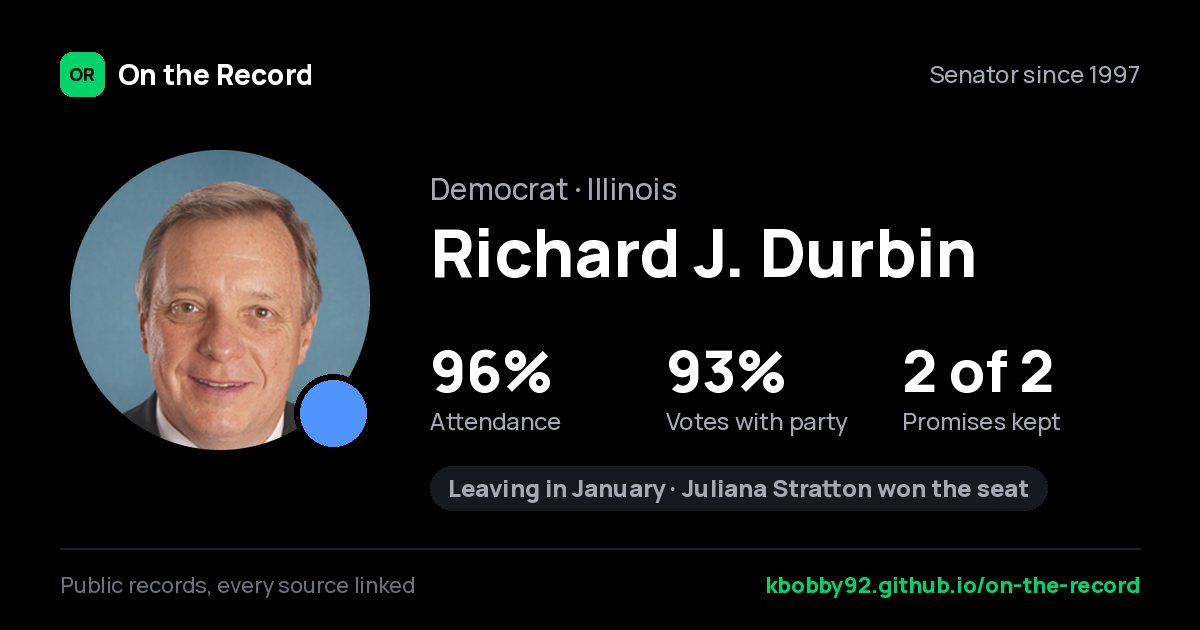 OR On the Record
Senator since 1997
Democrat · Illinois
Richard J. Durbin
96% 93% 2 of 2
Attendance Votes with party Promises kept
Leaving in January · Juliana Stratton won the seat
Public records, every source linked
kbobby92.github.io/on-the-record